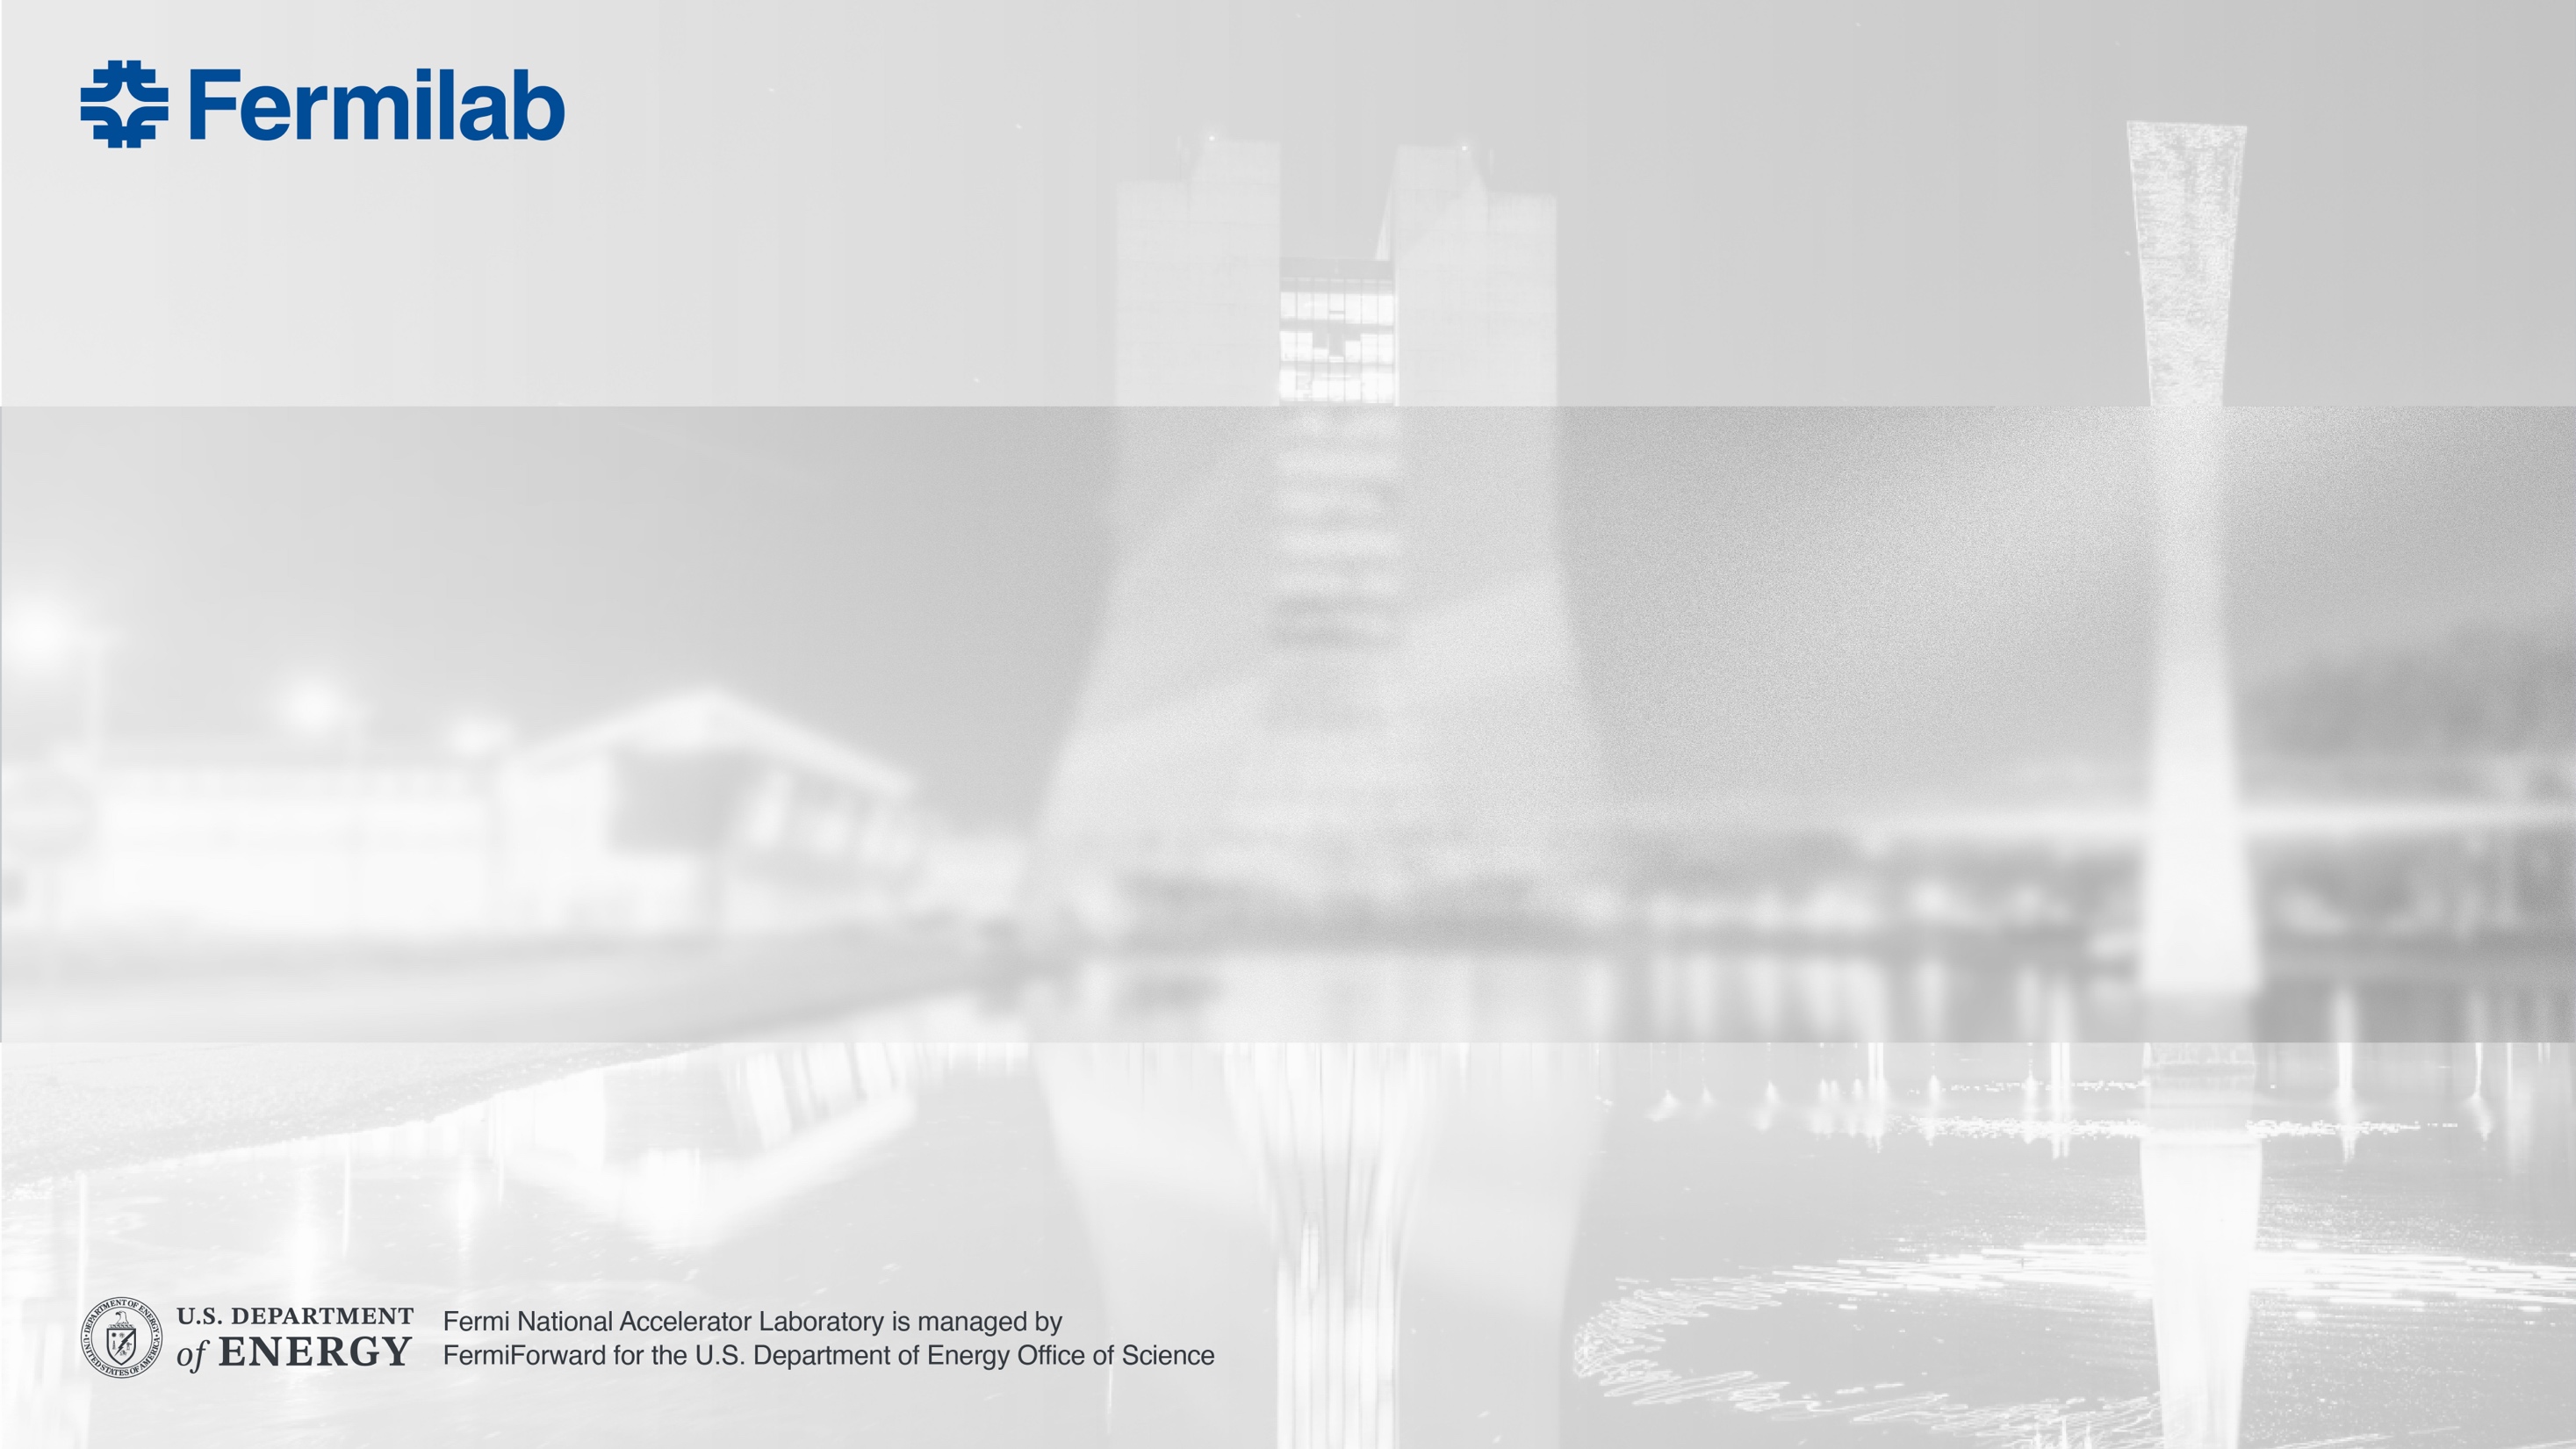 Fermilab
DEPARTMENT OF ENERGY
UNITED STATES OF AMERICA
U.S. DEPARTMENT
of ENERGY
Fermi National Accelerator Laboratory is managed by
FermiForward for the U.S. Department of Energy Office of Science